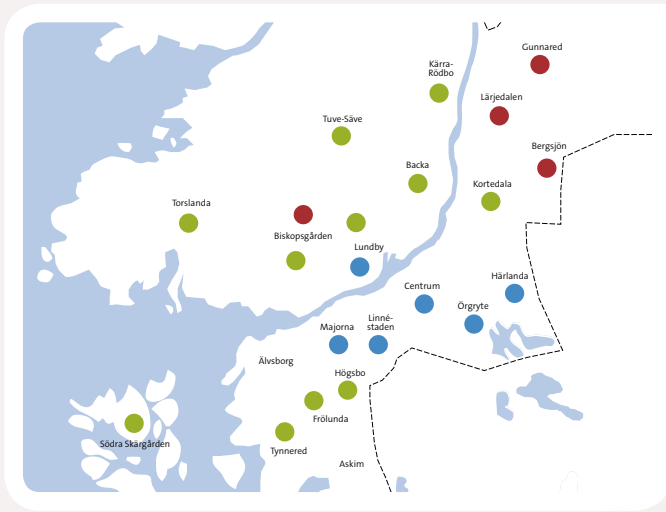 Gunnared
Kärra-
Rödbo
Lärjedalen
Tuve-Säve
Bergsjön
Backa
Kortedala
Torslanda
Biskopsgården
Lundby
Härlanda
Centrum
Örgryte
Linné-
staden
Majorna
Älvsborg
Högsbo
Frölunda
Södra Skärgården
Tynnered
Askim